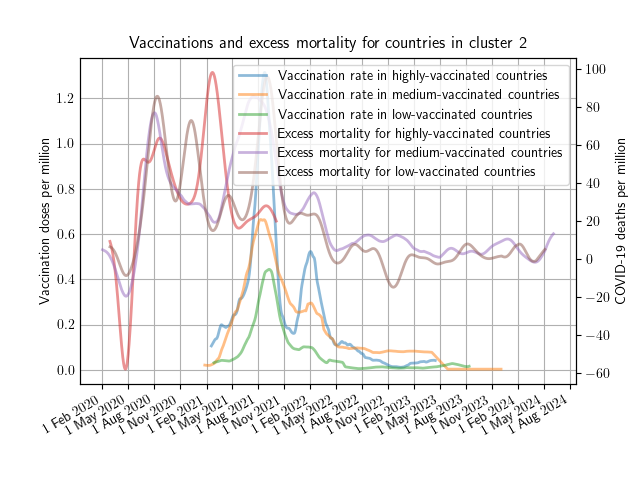 Vaccinations and excess mortality for countries in cluster 2
Vaccination rate in highly-vaccinated countries
Vaccination rate in medium-vaccinated countries
Vaccination rate in low-vaccinated countries
Excess mortality for highly-vaccinated countries
Excess mortality for medium-vaccinated countries
Excess mortality for low-vaccinated countries
Vaccination doses per million
1.2
1.0
0.8
0.6
0.4
0.2
0.0
COVID-19 deaths per million
100
80
60
40
20
0
−20
−40
−60
1 Feb 2020
1 May 2020
1 Aug 2020
1 Nov 2020
1 Feb 2021
1 May 2021
1 Aug 2021
1 Nov 2021
1 Feb 2022
1 May 2022
1 Aug 2022
1 Nov 2022
1 Feb 2023
1 May 2023
1 Aug 2023
1 Nov 2023
1 Feb 2024
1 May 2024
1 Aug 2024